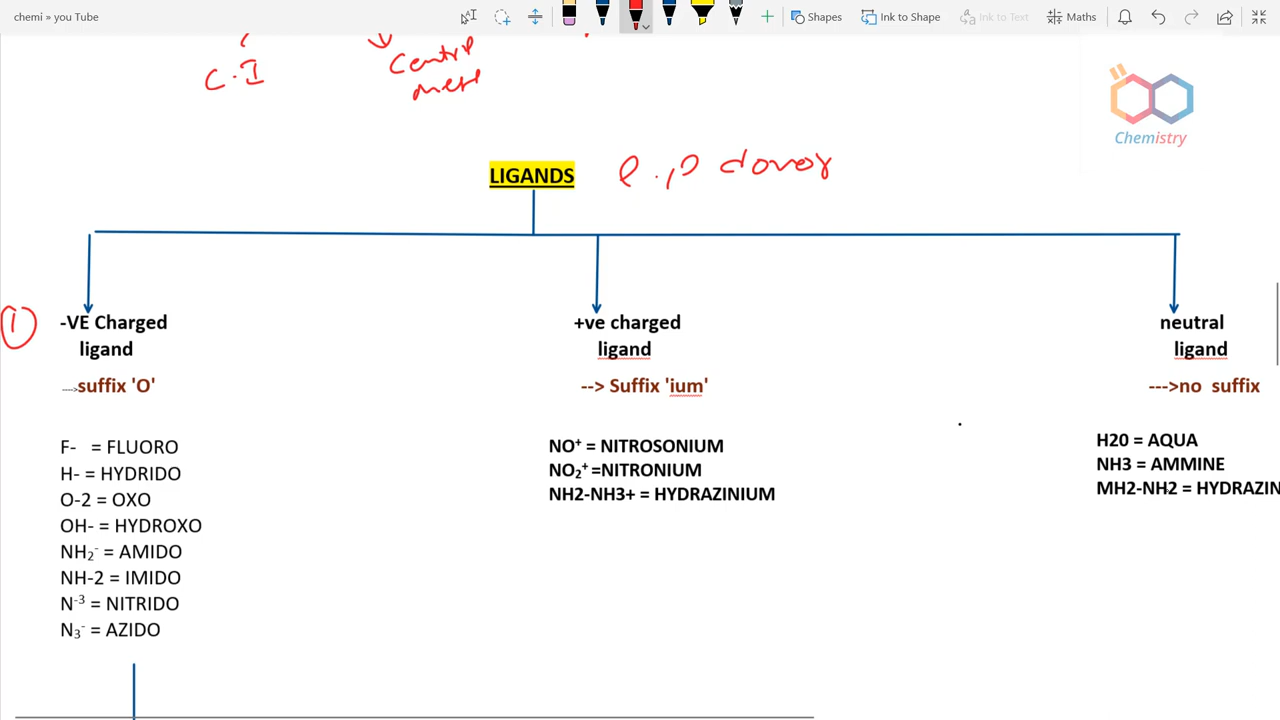 chemi » you Tube
Shapes
Ink to Shape
Ink to Text
Maths
C.I
Central
metl
Chemistry
LIGANDS e.p donor
1
-VE Charged
ligand
---->suffix 'O'
F- = FLUORO
H- = HYDRIDO
O-2 = OXO
OH- = HYDROXO
NH₂⁻ = AMIDO
NH-2 = IMIDO
N⁻³ = NITRIDO
N₃⁻ = AZIDO
+ve charged
ligand
--> Suffix 'ium'
NO⁺ = NITROSONIUM
NO₂⁺ =NITRONIUM
NH2-NH3+ = HYDRAZINIUM
neutral
ligand
--->no suffix
H20 = AQUA
NH3 = AMMINE
MH2-NH2 = HYDRAZIN